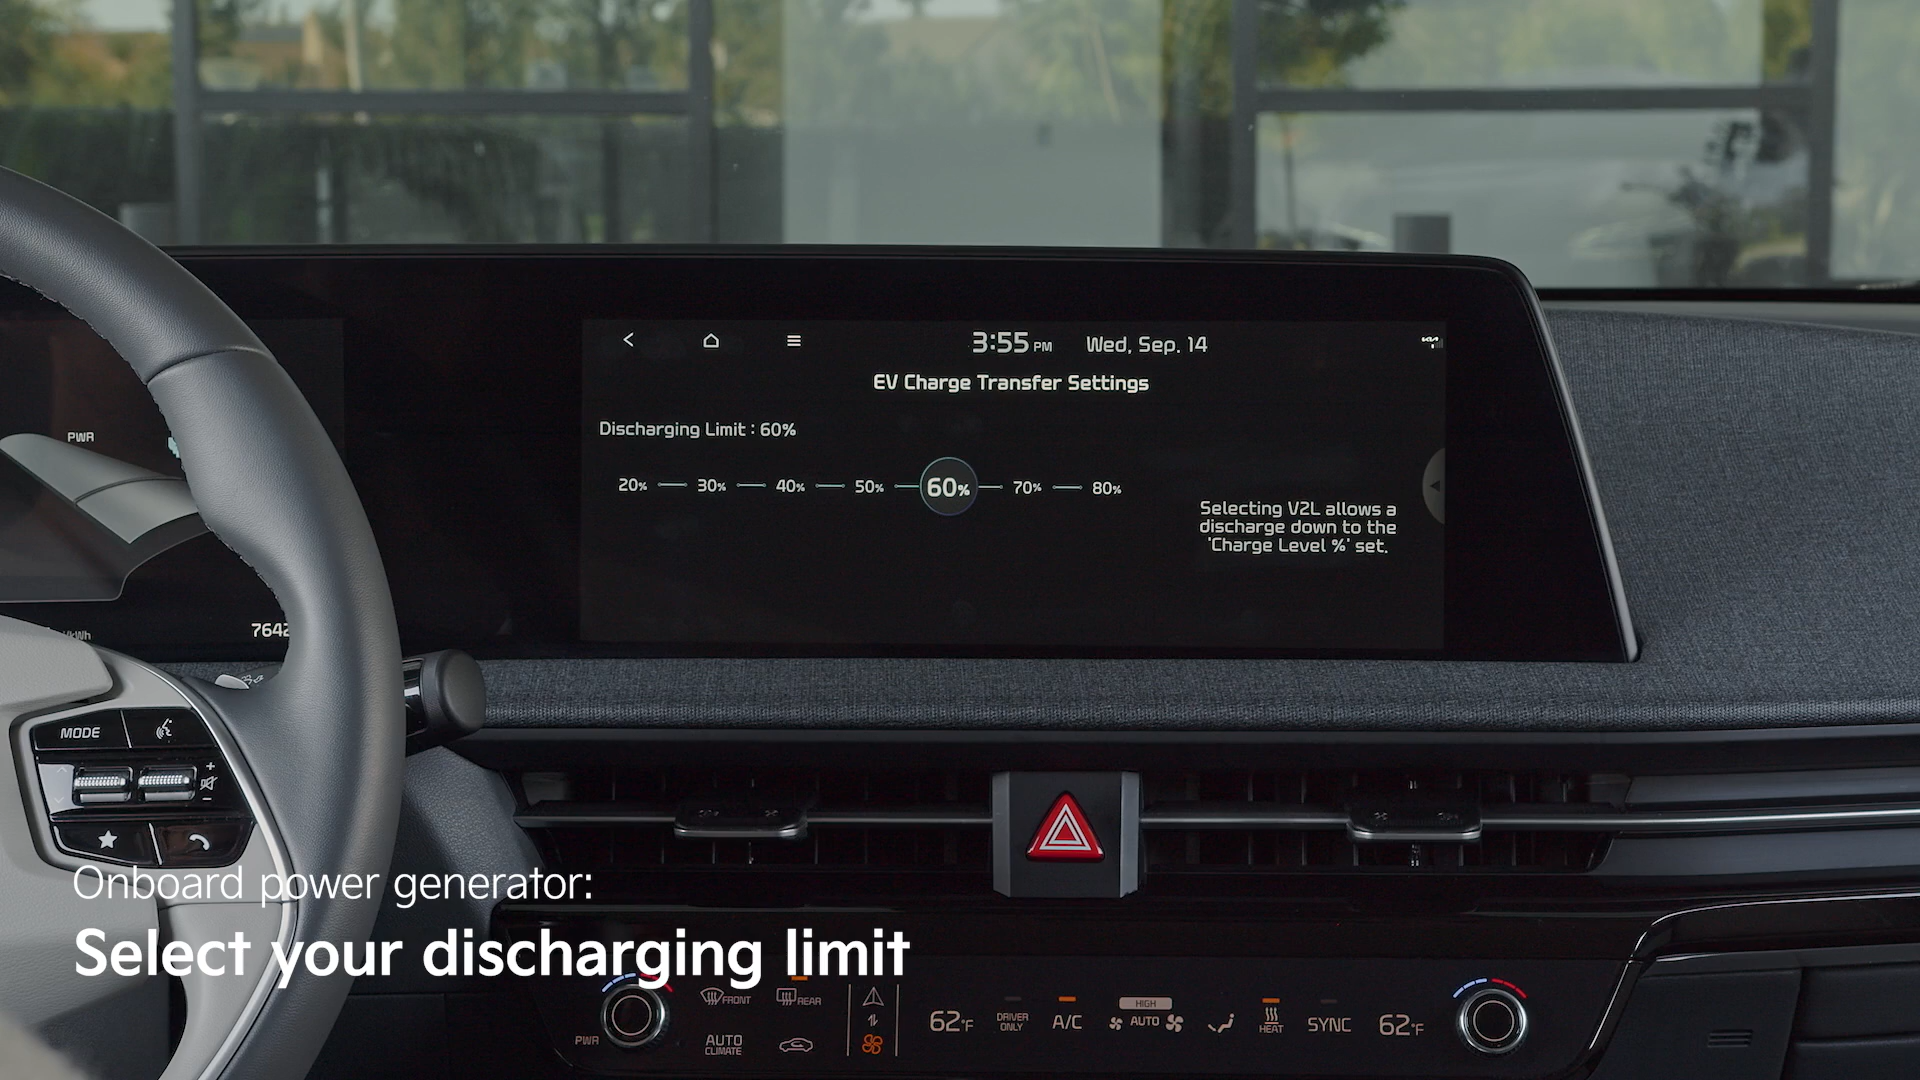 3:55 PM Wed, Sep. 14
EV Charge Transfer Settings
Discharging Limit : 60%
20% 30% 40% 50% 60% 70% 80%
Selecting V2L allows a
discharge down to the
'Charge Level %' set.
PWR
7642
MODE
Onboard power generator:
Select your discharging limit
FRONT REAR
PWR
AUTO
CLIMATE
62°F
DRIVER
ONLY
A/C
HIGH
AUTO
HEAT
SYNC
62°F